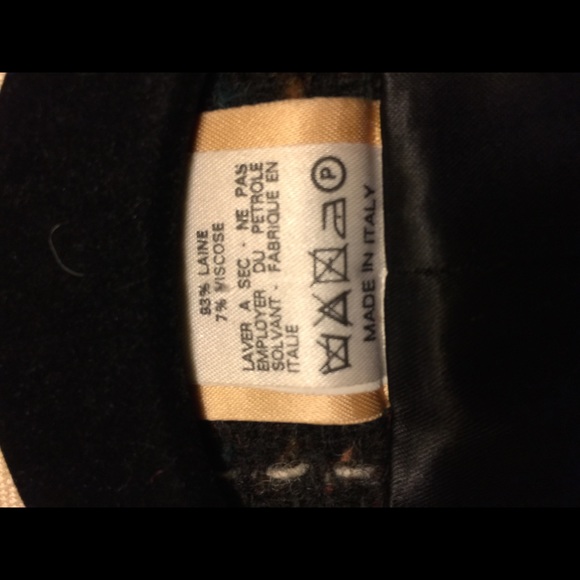 93% LAINE
7% VISCOSE
LAVER A SEC - NE PAS
EMPLOYER DU PETROLE
SOLVANT - FABRIQUE EN
ITALIE
P
MADE IN ITALY